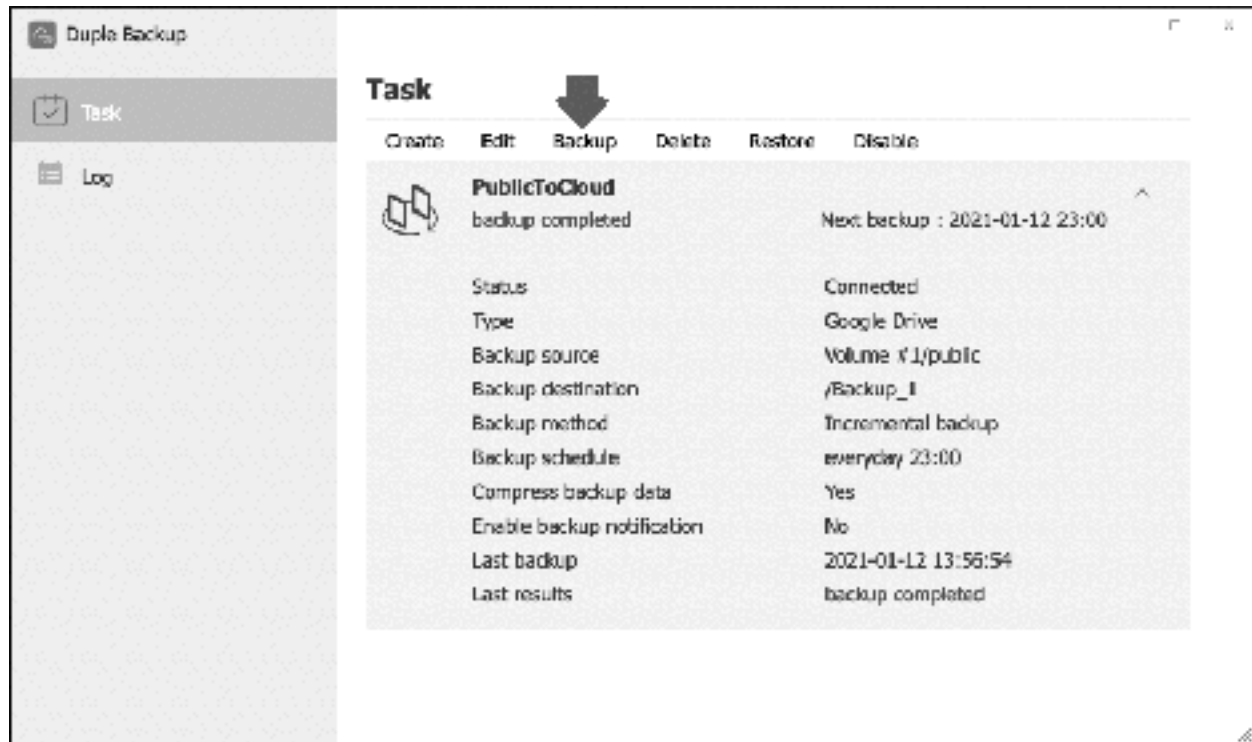 Duple Backup
Task
Log
Task
Create Edit Backup Delete Restore Disable
PublicToCloud
backup completed Next backup : 2021-01-12 23:00
Status Connected
Type Google Drive
Backup source Volume #1/public
Backup destination
Backup method Incremental backup
Backup schedule everyday 23:00
Compress backup data Yes
Enable backup notification No
Last backup 2021-01-12 13:56:54
Last results backup completed